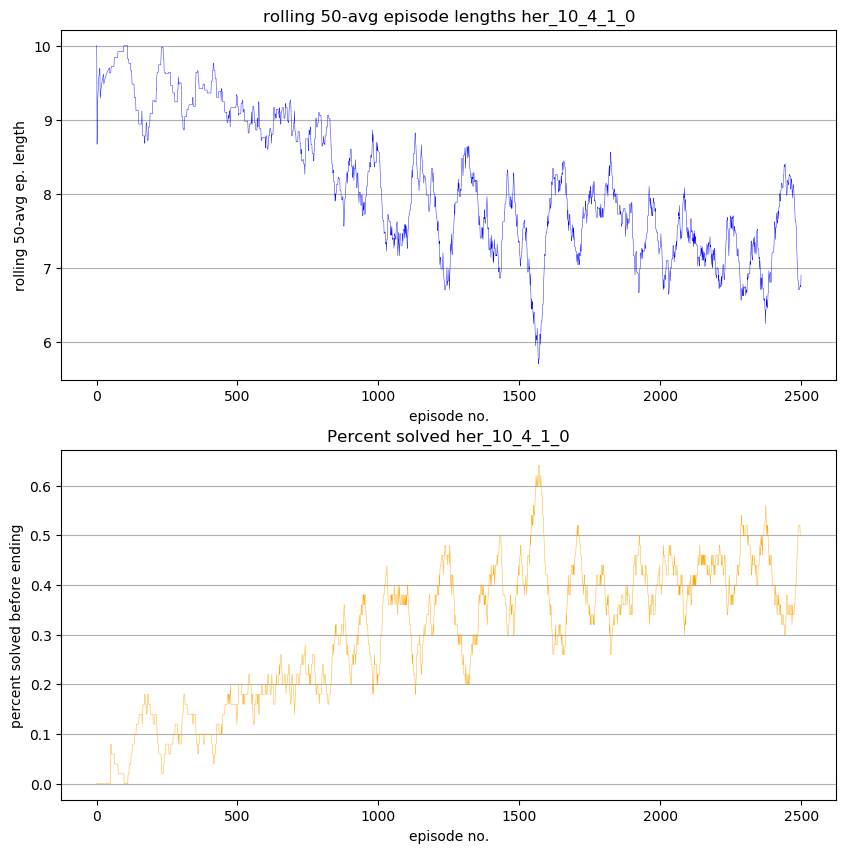 rolling 50-avg episode lengths her_10_4_1_0
rolling 50-avg ep. length
10
9
8
7
6
0 500 1000 1500 2000 2500
episode no.
Percent solved her_10_4_1_0
percent solved before ending
0.6
0.5
0.4
0.3
0.2
0.1
0.0
0 500 1000 1500 2000 2500
episode no.